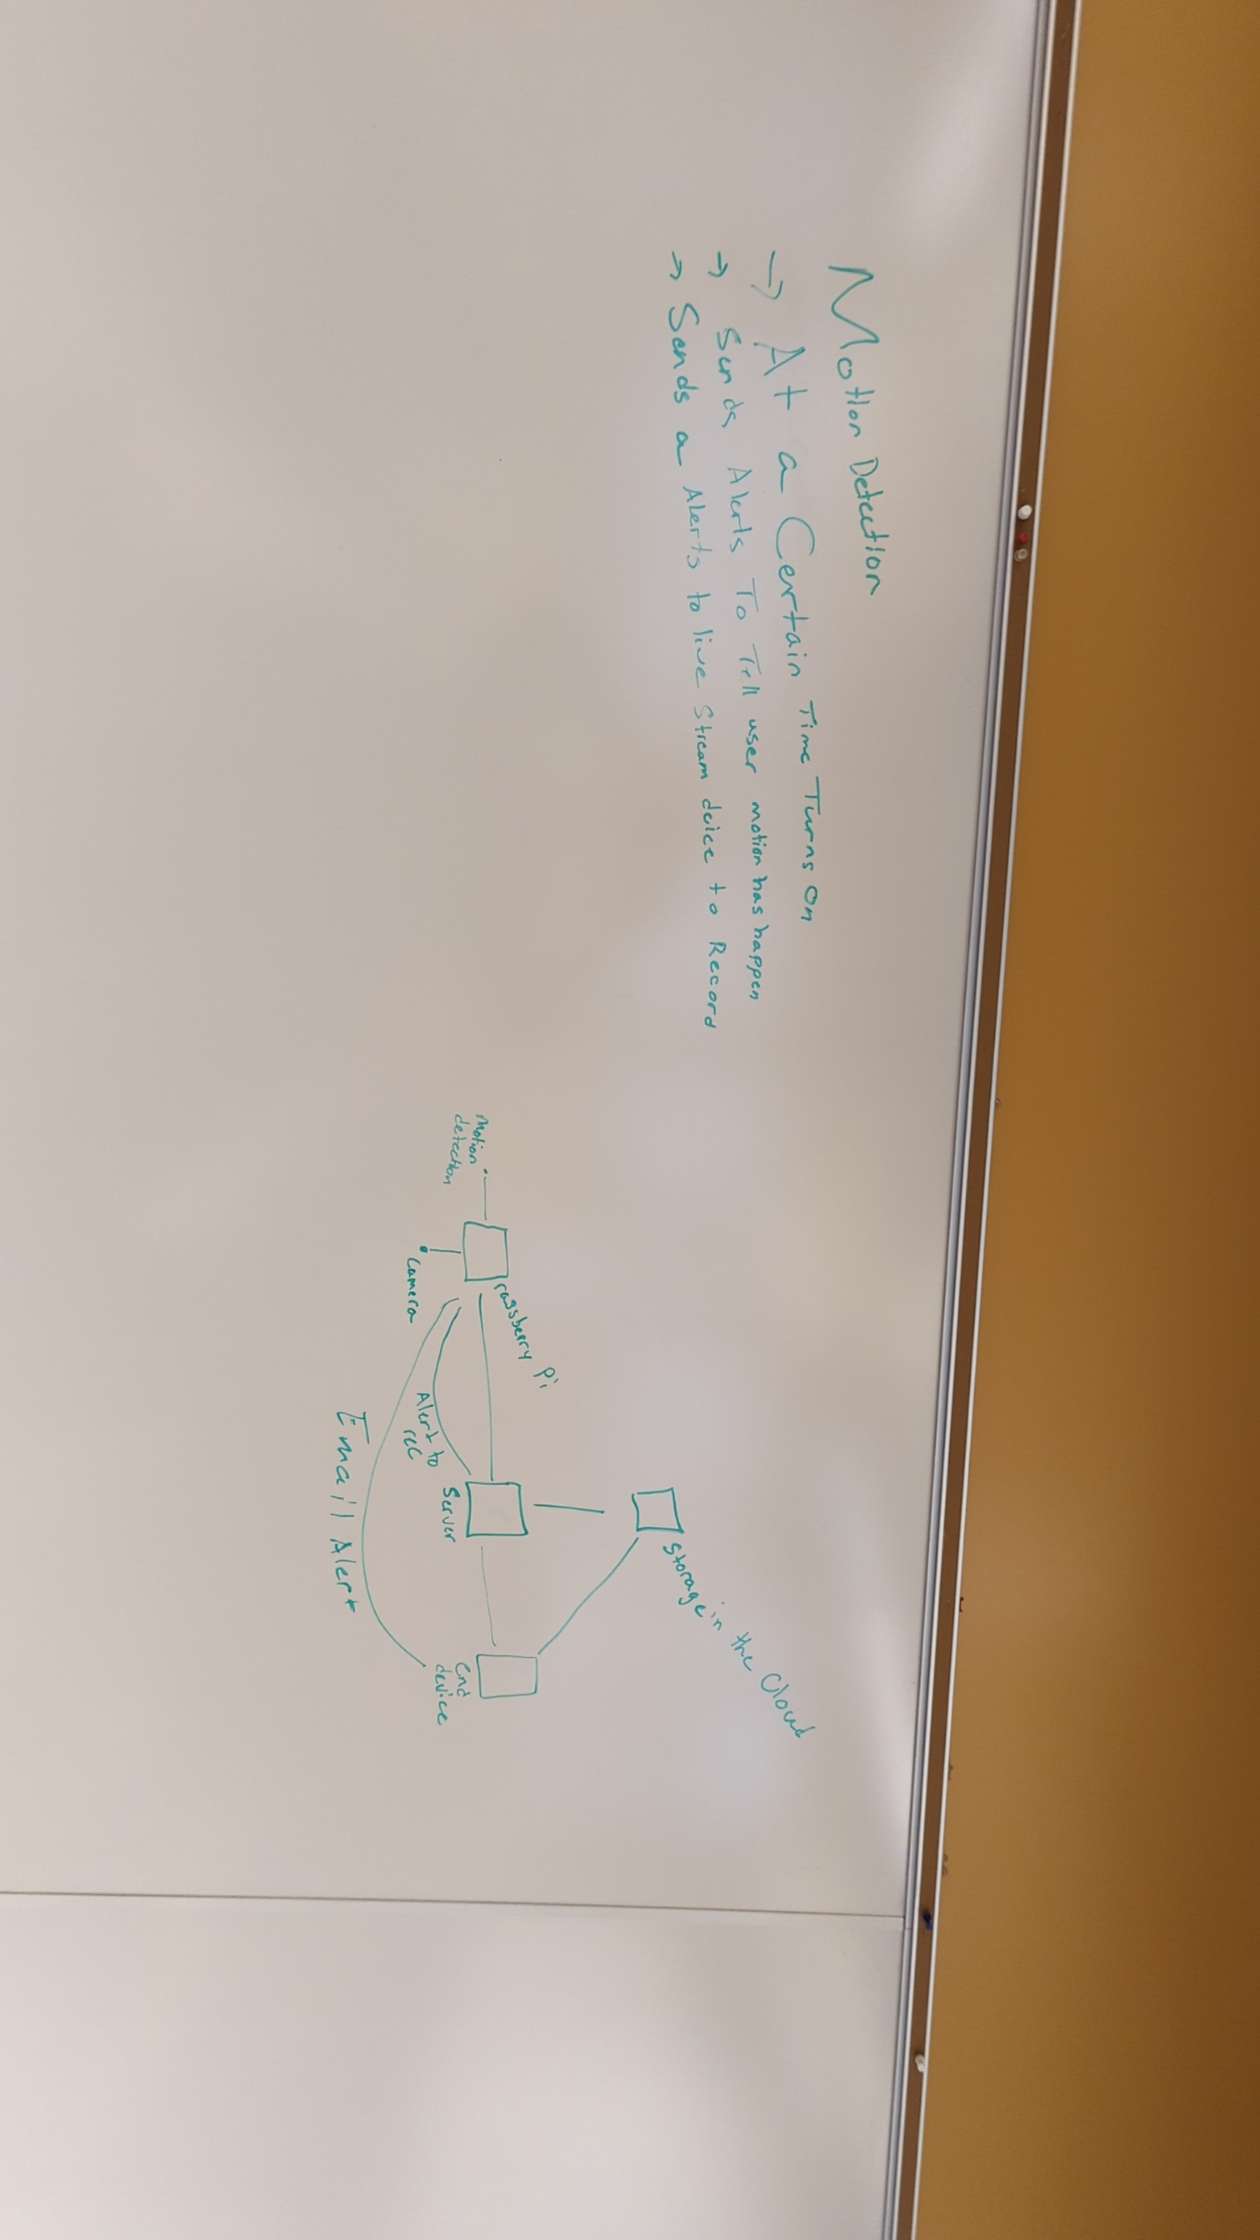 Motion Detection
→ At a Certain Time Turns On
→ Sends Alerts To Tell user motion has happen
→ Sends a Alerts to live Stream deice to Record
Storage in the Cloud
raspberry Pi
Motion
detection
Camera
Alert to
rec
Server
End
device
Email Alert